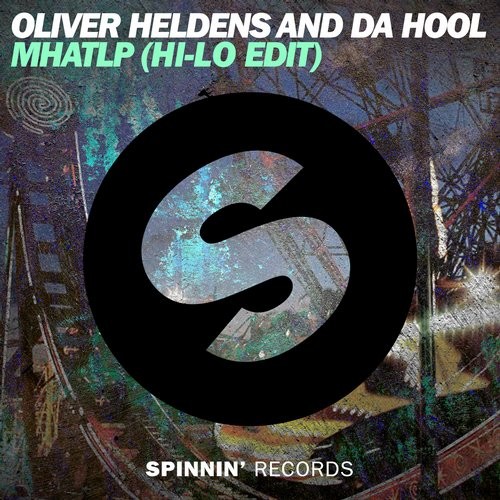 OLIVER HELDENS AND DA HOOL
MHATLP (HI-LO EDIT)
S
SPINNIN' RECORDS